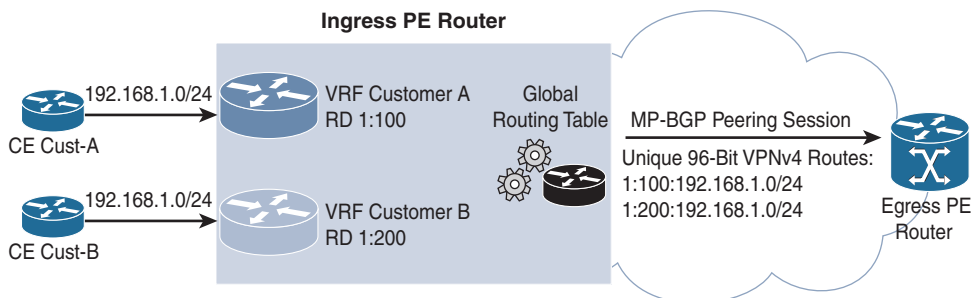 Ingress PE Router
192.168.1.0/24
CE Cust-A
VRF Customer A
RD 1:100
192.168.1.0/24
CE Cust-B
VRF Customer B
RD 1:200
Global
Routing Table
MP-BGP Peering Session
Unique 96-Bit VPNv4 Routes:
1:100:192.168.1.0/24
1:200:192.168.1.0/24
Egress PE
Router